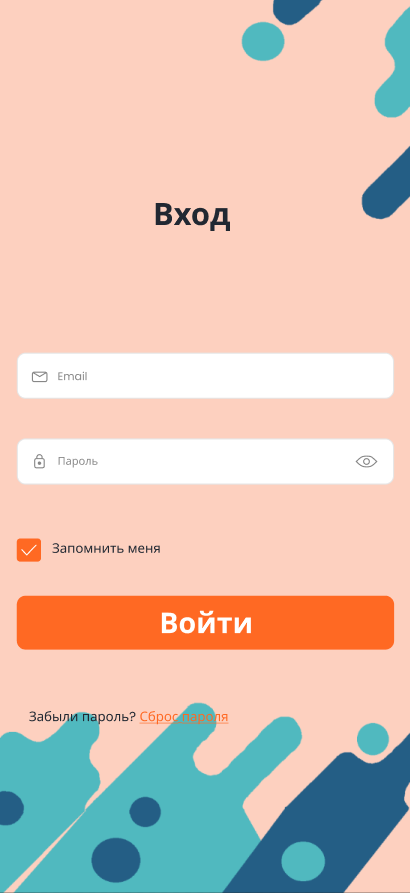 Вход
Email
Пароль
Запомнить меня
Войти
Забыли пароль? Сброс пароля